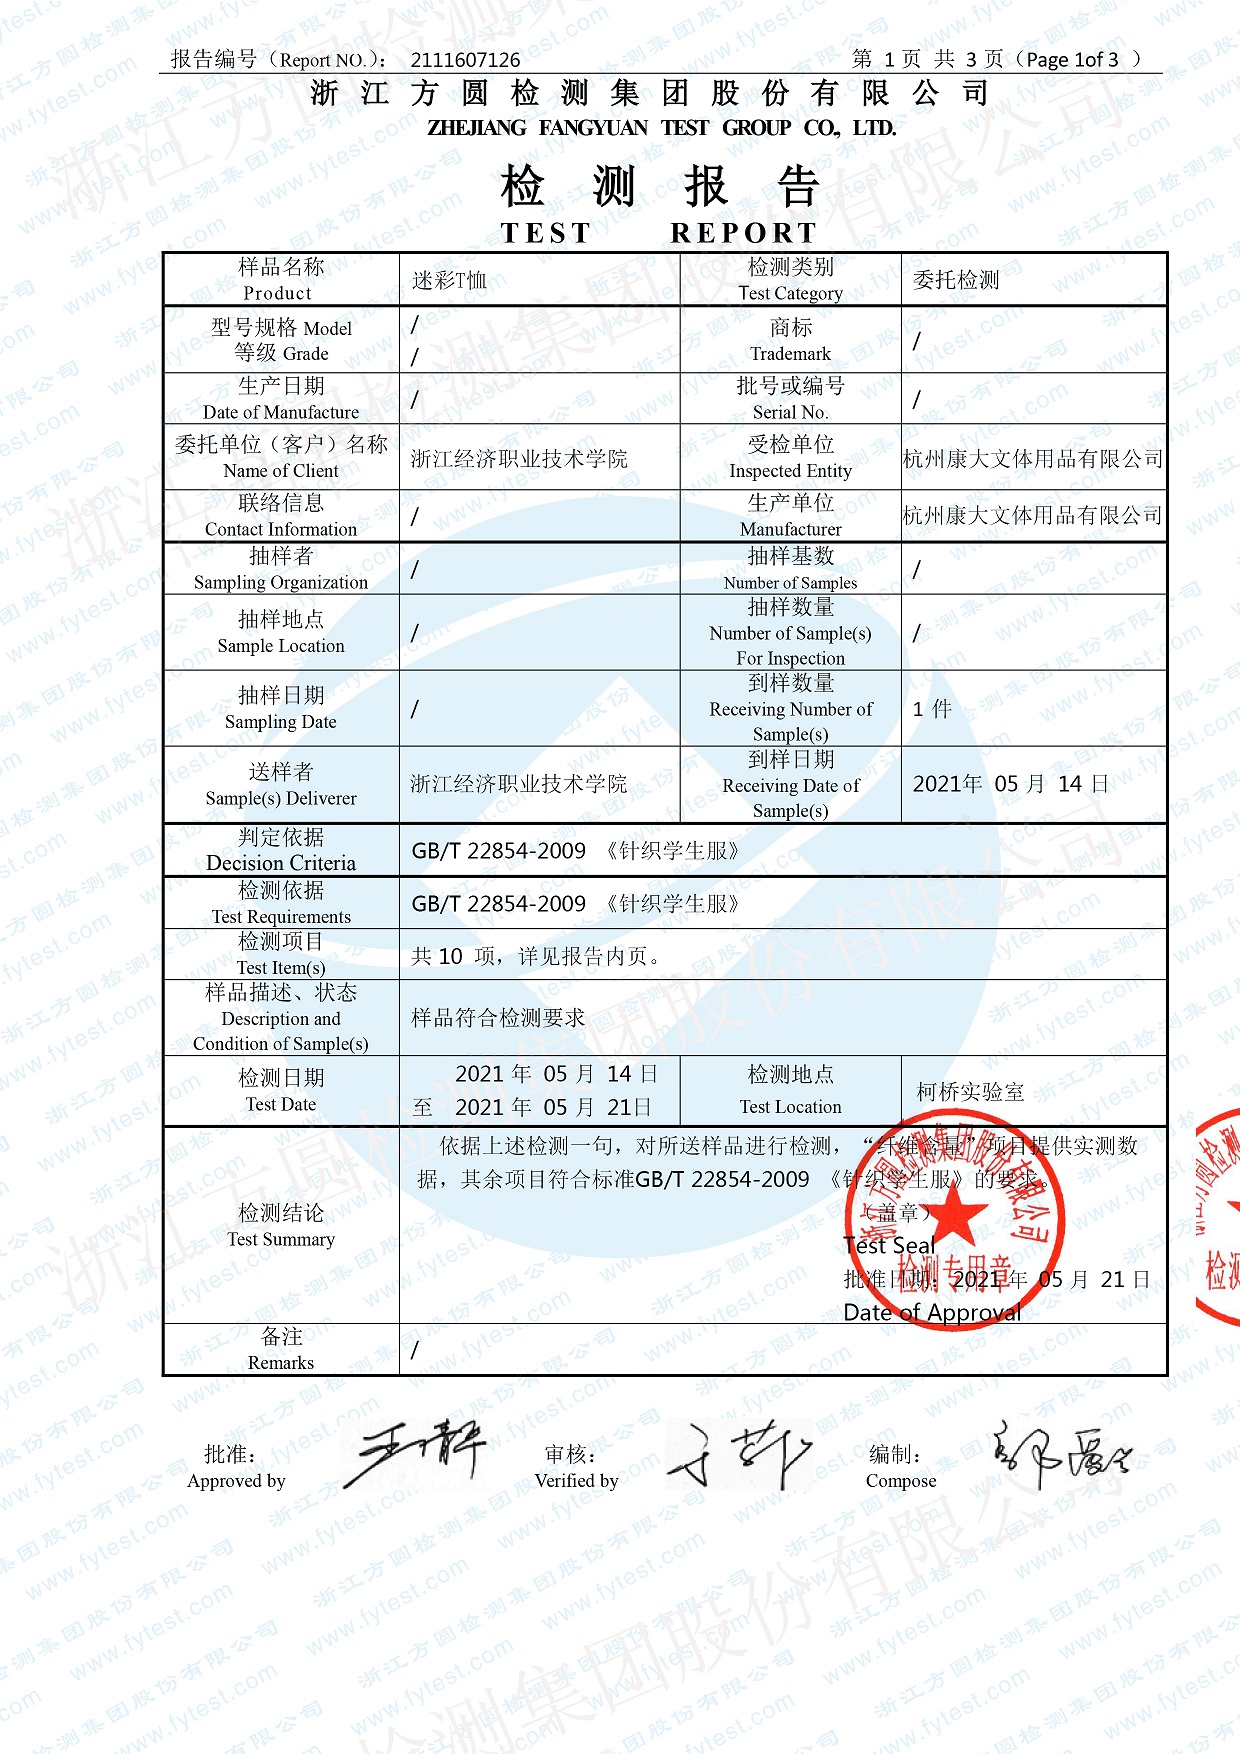 报告编号（Report NO.）： 2111607126 第 1页 共 3 页（Page 1of 3 ）
浙江方圆检测集团股份有限公司
ZHEJIANG FANGYUAN TEST GROUP CO., LTD.
检 测 报 告
TEST REPORT
样品名称
Product
迷彩T恤
检测类别
Test Category
委托检测
型号规格 Model
等级 Grade
/
/
商标
Trademark
/
生产日期
Date of Manufacture
/
批号或编号
Serial No.
/
委托单位（客户）名称
Name of Client
浙江经济职业技术学院
受检单位
Inspected Entity
杭州康大文体用品有限公司
联络信息
Contact Information
/
生产单位
Manufacturer
杭州康大文体用品有限公司
抽样者
Sampling Organization
/
抽样基数
Number of Samples
/
抽样地点
Sample Location
/
抽样数量
Number of Sample(s)
For Inspection
/
抽样日期
Sampling Date
/
到样数量
Receiving Number of
Sample(s)
1 件
送样者
Sample(s) Deliverer
浙江经济职业技术学院
到样日期
Receiving Date of
Sample(s)
2021年 05 月 14 日
判定依据
Decision Criteria
GB/T 22854-2009 《针织学生服》
检测依据
Test Requirements
GB/T 22854-2009 《针织学生服》
检测项目
Test Item(s)
共 10 项，详见报告内页。
样品描述、状态
Description and
Condition of Sample(s)
样品符合检测要求
检测日期
Test Date
2021 年 05 月 14 日
至 2021 年 05 月 21日
检测地点
Test Location
柯桥实验室
检测结论
Test Summary
依据上述检测一句，对所送样品进行检测，“纤维含量”项目提供实测数
据，其余项目符合标准GB/T 22854-2009 《针织学生服》的要求。
（盖章）
Test Seal
批准日期：2021 年 05 月 21 日
Date of Approval
浙江方圆检测集团股份有限公司
检测专用章
备注
Remarks
/
批准：
Approved by
王靖平
审核：
Verified by
编制：
Compose